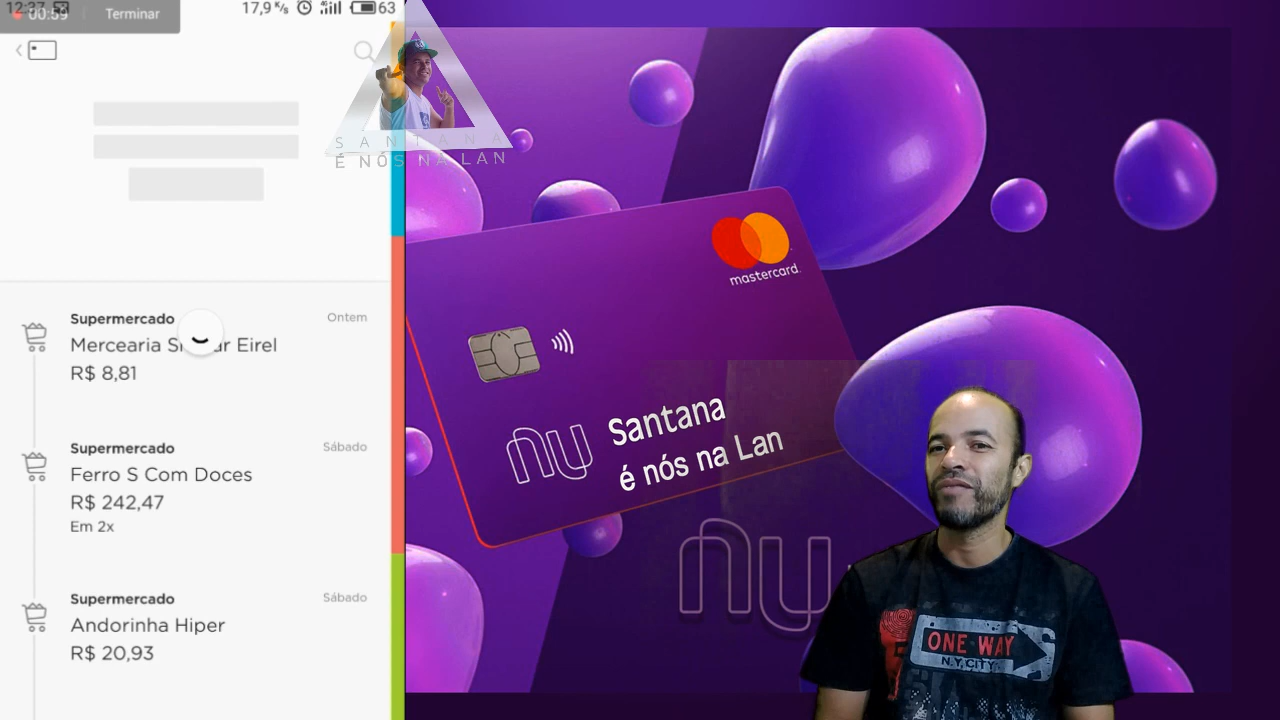 12:37
00:59
Terminar
17,9 K/s
63
SANTANA
É NÓS NA LAN
Supermercado
Ontem
Mercearia
Eirel
R$ 8,81
Supermercado
Sábado
Ferro S Com Doces
R$ 242,47
Em 2x
Supermercado
Sábado
Andorinha Hiper
R$ 20,93
mastercard.
nu
Santana
é nós na Lan
nu
ONE WAY
N.Y.CITY